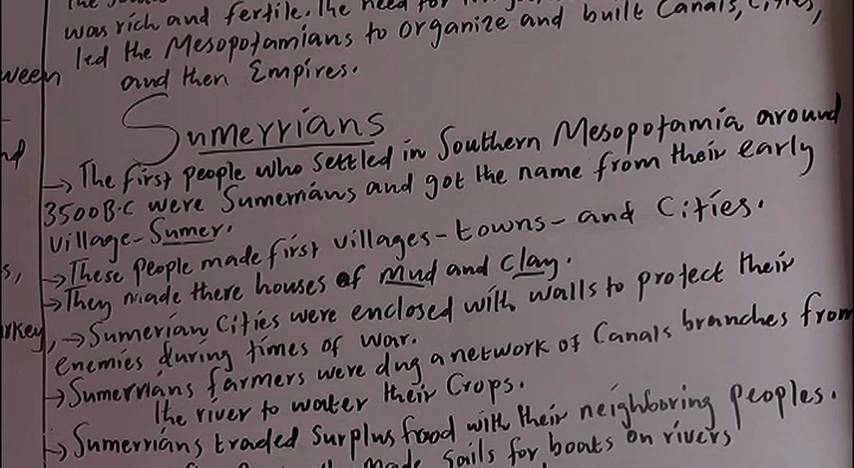 was rich and fertile. The need for
led the Mesopotamians to organize and built Canals, Cities,
ween and then Empires.
Sumerrians
→ The first people who settled in Southern Mesopotamia around
3500B.C were Sumerrians and got the name from their early
village - Sumer.
→ These people made first villages - towns - and Cities.
s, → They made there houses of Mud and Clay.
rkey, → Sumerian Cities were enclosed with walls to protect their
enemies during times of war.
→ Sumerrians farmers were dug a network of Canals branches from
the river to water their Crops.
→ Sumerrians traded Surplus food with their neighboring peoples.
made Sails for boats on rivers